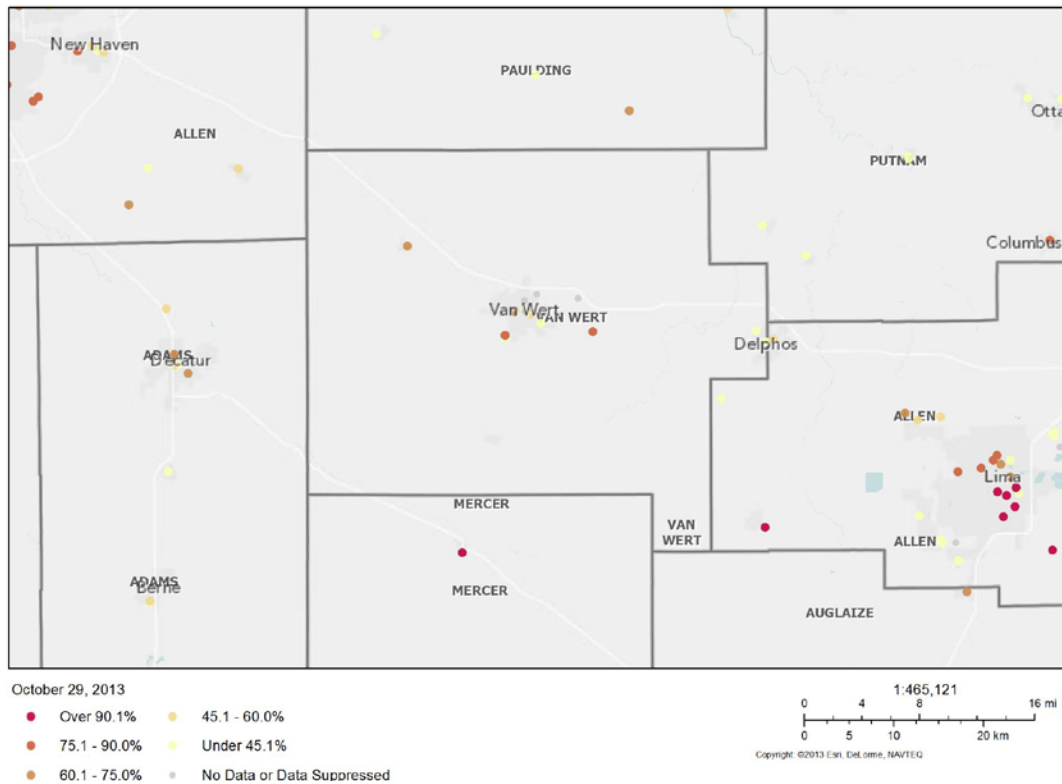 New Haven
PAULDING
Otta
ALLEN
PUTNAM
Columbus
Van Wert
VAN WERT
Delphos
ADAMS
Decatur
ALLEN
Lima
MERCER
VAN
WERT
ALLEN
ADAMS
Berne
MERCER
AUGLAIZE
October 29, 2013
Over 90.1%
45.1 - 60.0%
75.1 - 90.0%
Under 45.1%
60.1 - 75.0%
No Data or Data Suppressed
1:465,121
0 4 8 16 mi
0 5 10 20 km
Copyright: ©2013 Esri, DeLorme, NAVTEQ